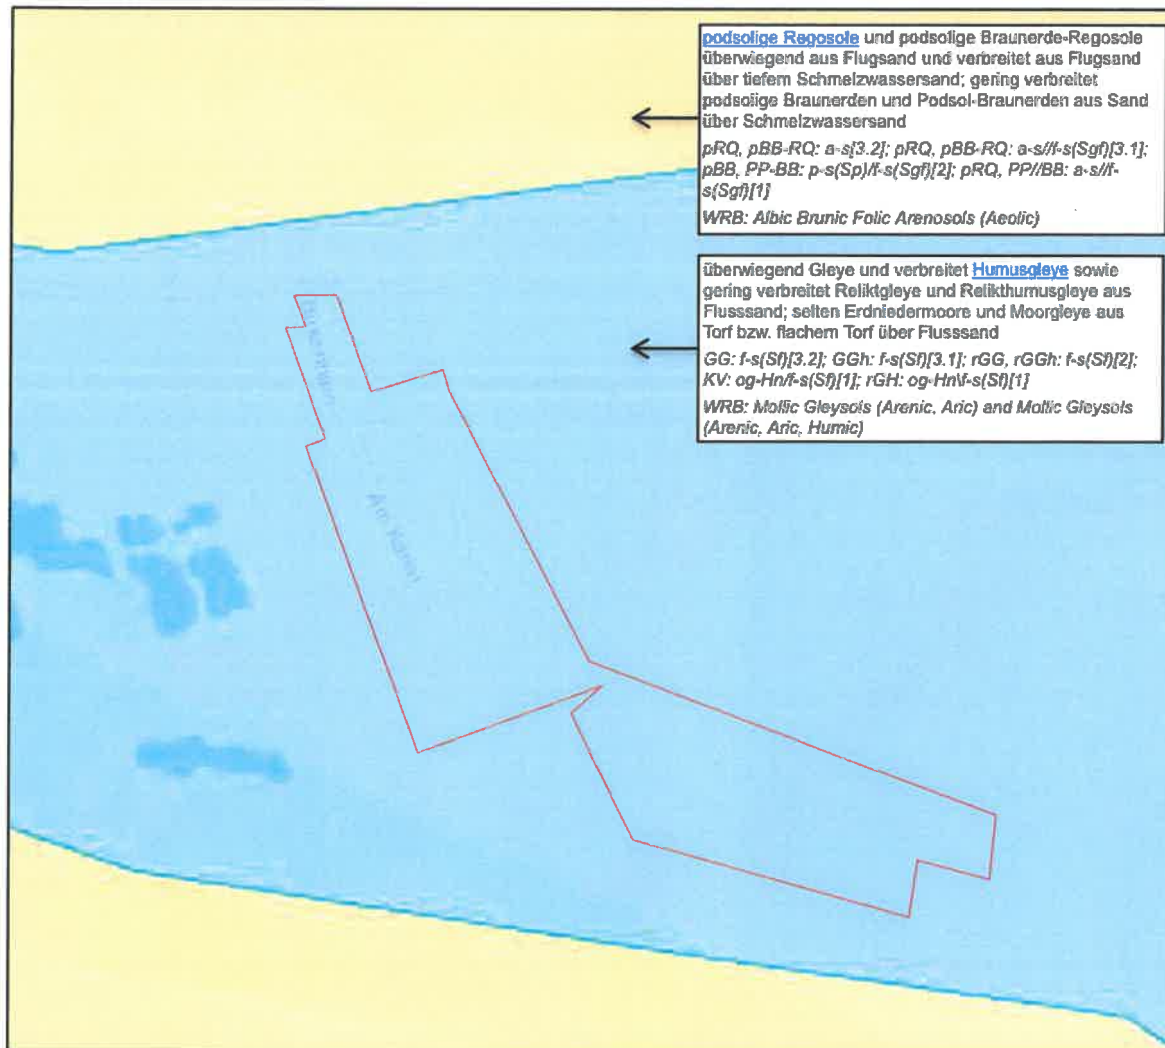 podsolige Regosole und podsolige Braunerde-Regosole
überwiegend aus Flugsand und verbreitet aus Flugsand
über tiefem Schmelzwassersand; gering verbreitet
podsolige Braunerden und Podsol-Braunerden aus Sand
über Schmelzwassersand
pRQ, pBB-RQ: a-s[3.2]; pRQ, pBB-RQ: a-s//f-s(Sgf)[3.1];
pBB, PP-BB: p-s(Sp)/f-s(Sgf)[2]; pRQ, PP//BB: a-s//f-
s(Sgf)[1]
WRB: Albic Brunic Folic Arenosols (Aeolic)
überwiegend Gleye und verbreitet Humusgleye sowie
gering verbreitet Reliktgleye und Relikthumusgleye aus
Flusssand; selten Erdniedermoore und Moorgleye aus
Torf bzw. flachem Torf über Flusssand
GG: f-s(Sf)[3.2]; GGh: f-s(Sf)[3.1]; rGG, rGGh: f-s(Sf)[2];
KV: og-Hn/f-s(Sf)[1]; rGH: og-Hn\f-s(Sf)[1]
WRB: Mollic Gleysols (Arenic, Aric) and Mollic Gleysols
(Arenic, Aric, Humic)
Am